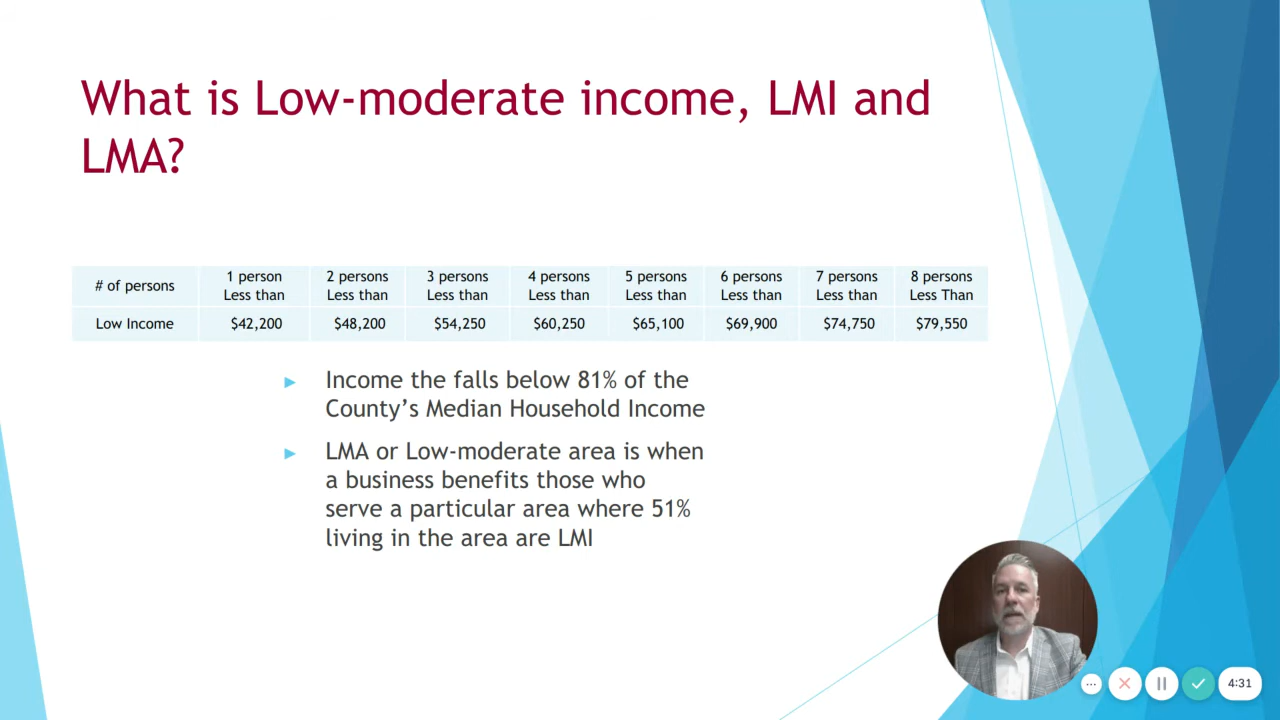 What is Low-moderate income, LMI and
LMA?
# of persons
1 person
Less than
2 persons
Less than
3 persons
Less than
4 persons
Less than
5 persons
Less than
6 persons
Less than
7 persons
Less than
8 persons
Less Than
Low Income
$42,200
$48,200
$54,250
$60,250
$65,100
$69,900
$74,750
$79,550
Income the falls below 81% of the
County’s Median Household Income
LMA or Low-moderate area is when
a business benefits those who
serve a particular area where 51%
living in the area are LMI
4:31